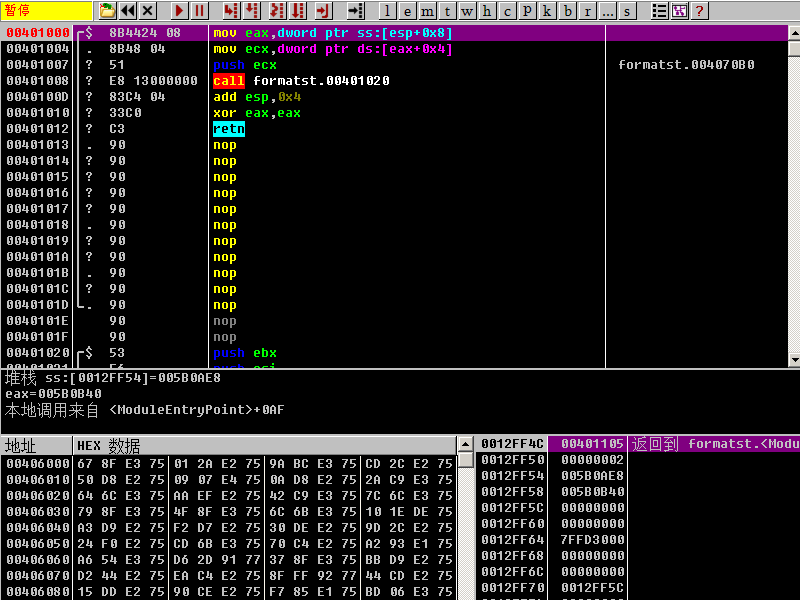 暂停 l e m t w h c p k b r ... s ?
00401000 $ 8B4424 08 mov eax,dword ptr ss:[esp+0x8]
00401004 . 8B48 04 mov ecx,dword ptr ds:[eax+0x4]
00401007 ? 51 push ecx formatst.004070B0
00401008 ? E8 13000000 call formatst.00401020
0040100D ? 83C4 04 add esp,0x4
00401010 ? 33C0 xor eax,eax
00401012 ? C3 retn
00401013 . 90 nop
00401014 ? 90 nop
00401015 ? 90 nop
00401016 ? 90 nop
00401017 ? 90 nop
00401018 . 90 nop
00401019 ? 90 nop
0040101A ? 90 nop
0040101B . 90 nop
0040101C ? 90 nop
0040101D . 90 nop
0040101E 90 nop
0040101F 90 nop
00401020 $ 53 push ebx
堆栈 ss:[0012FF54]=005B0AE8
eax=005B0B40
本地调用来自 <ModuleEntryPoint>+0AF
地址 HEX 数据
00406000 67 8F E3 75 01 2A E2 75 9A BC E3 75 CD 2C E2 75
00406010 50 D8 E2 75 09 07 E4 75 0A D8 E2 75 2A C9 E3 75
00406020 64 6C E3 75 AA EF E2 75 42 C9 E3 75 7C 6C E3 75
00406030 79 8F E3 75 4F 8F E3 75 6C 6B E3 75 10 1E DE 75
00406040 A3 D9 E2 75 F2 D7 E2 75 30 DE E2 75 9D 2C E2 75
00406050 24 F0 E2 75 CD 6B E3 75 70 C4 E2 75 A2 93 E1 75
00406060 A6 54 E3 75 D6 2D 91 77 37 8F E3 75 BB D9 E2 75
00406070 D2 44 E2 75 EA C4 E2 75 8F FF 92 77 44 CD E2 75
00406080 15 DD E2 75 90 CE E2 75 F7 85 E1 75 BD 06 E3 75
0012FF4C 00401105 返回到 formatst.<Modu
0012FF50 00000002
0012FF54 005B0AE8
0012FF58 005B0B40
0012FF5C 00000000
0012FF60 00000000
0012FF64 7FFD3000
0012FF68 00000000
0012FF6C 00000000
0012FF70 0012FF5C